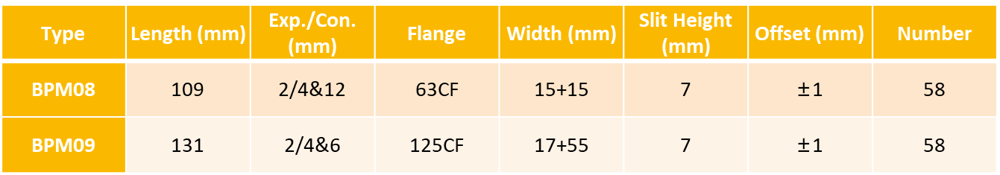 Type Length (mm) Exp./Con. (mm) Flange Width (mm) Slit Height (mm) Offset (mm) Number
BPM08 109 2/4&12 63CF 15+15 7 ±1 58
BPM09 131 2/4&6 125CF 17+55 7 ±1 58